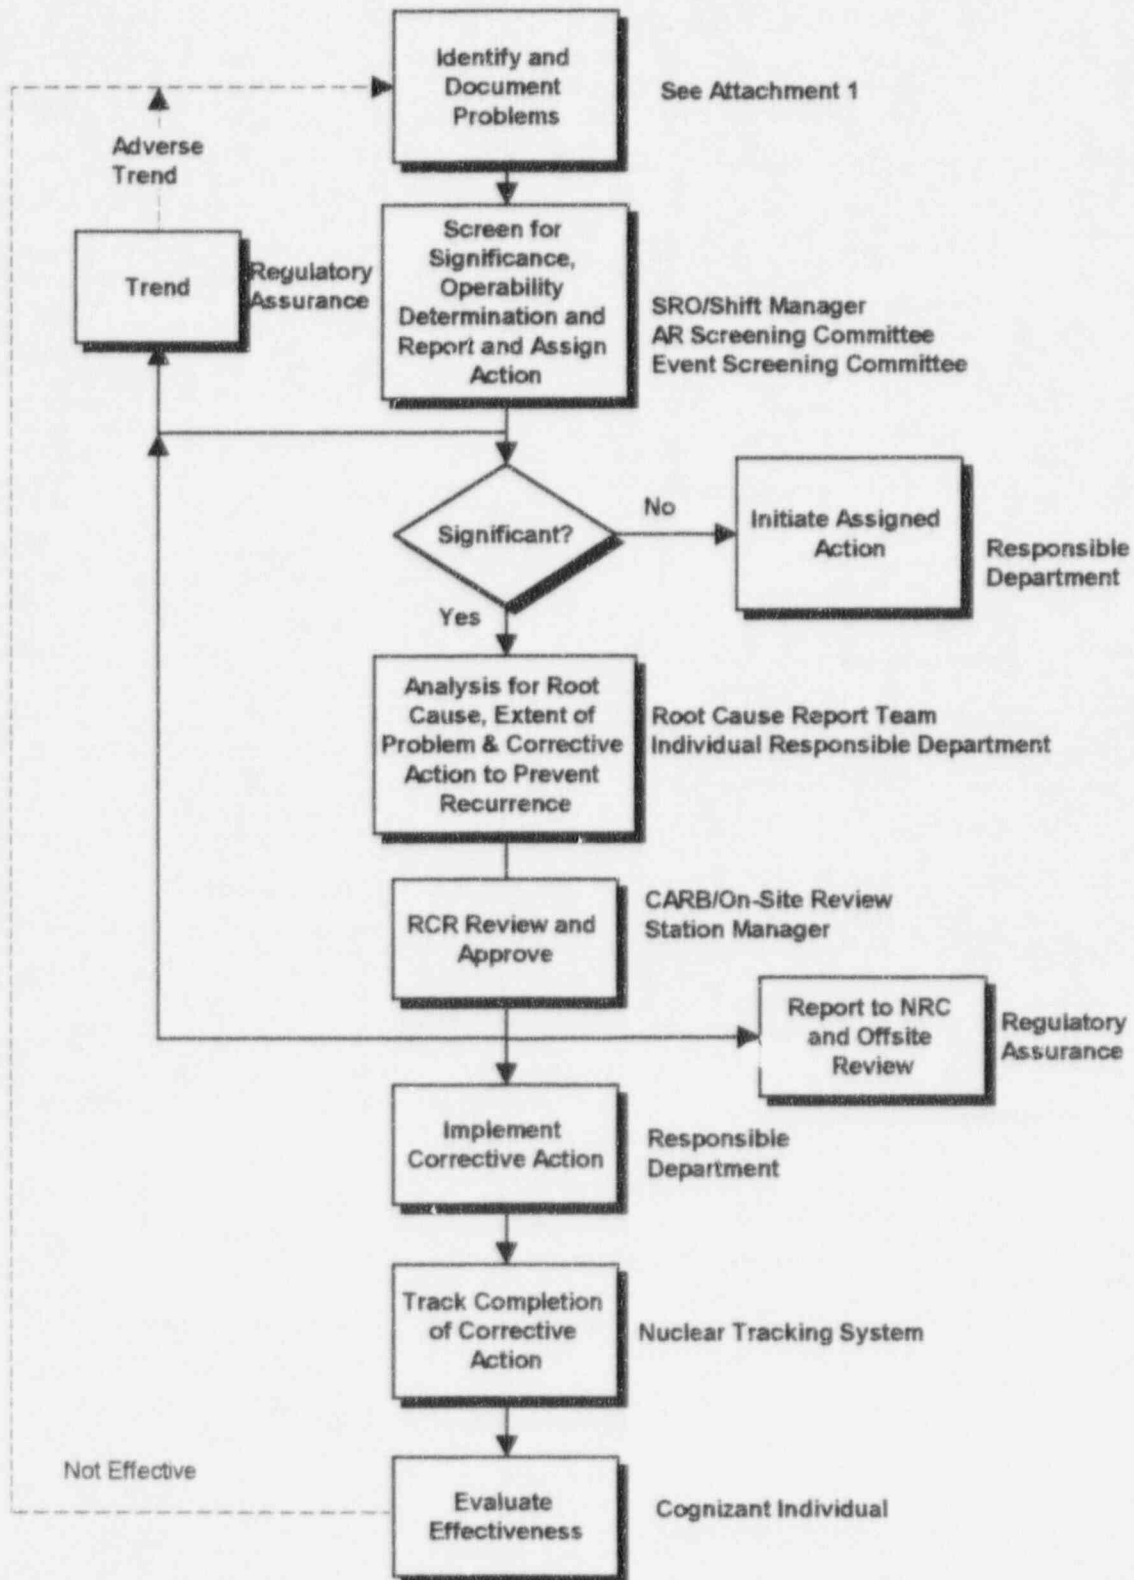 Identify and
Document
Problems
See Attachment 1
Adverse
Trend
Trend
Regulatory
Assurance
Screen for
Significance,
Operability
Determination and
Report and Assign
Action
SRO/Shift Manager
AR Screening Committee
Event Screening Committee
Significant?
No
Initiate Assigned
Action
Responsible
Department
Yes
Analysis for Root
Cause, Extent of
Problem & Corrective
Action to Prevent
Recurrence
Root Cause Report Team
Individual Responsible Department
RCR Review and
Approve
CARB/On-Site Review
Station Manager
Report to NRC
and Offsite
Review
Regulatory
Assurance
Implement
Corrective Action
Responsible
Department
Track Completion
of Corrective
Action
Nuclear Tracking System
Not Effective
Evaluate
Effectiveness
Cognizant Individual